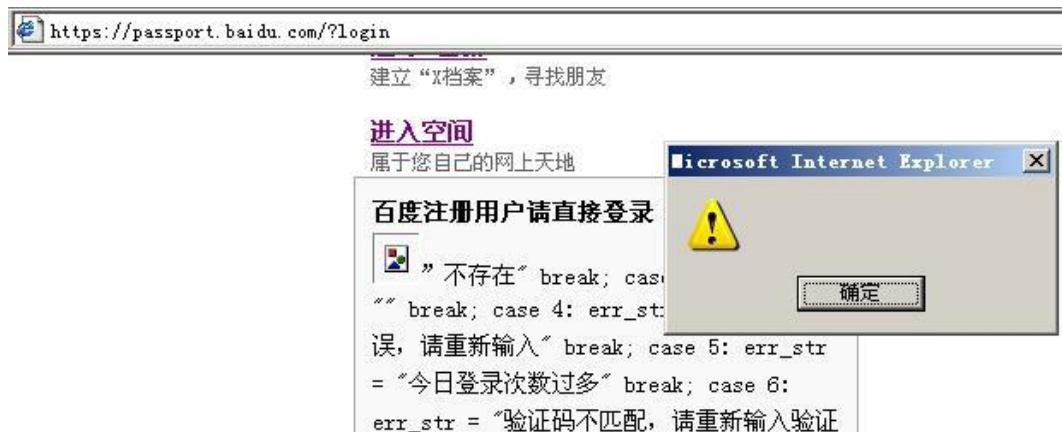 https://passport.baidu.com/?login
建立“X档案”，寻找朋友
进入空间
属于您自己的网上天地
Microsoft Internet Explorer
确定
百度注册用户请直接登录
”不存在" break; cas
"" break; case 4: err_st
误，请重新输入" break; case 5: err_str
= "今日登录次数过多" break; case 6:
err_str = "验证码不匹配，请重新输入验证